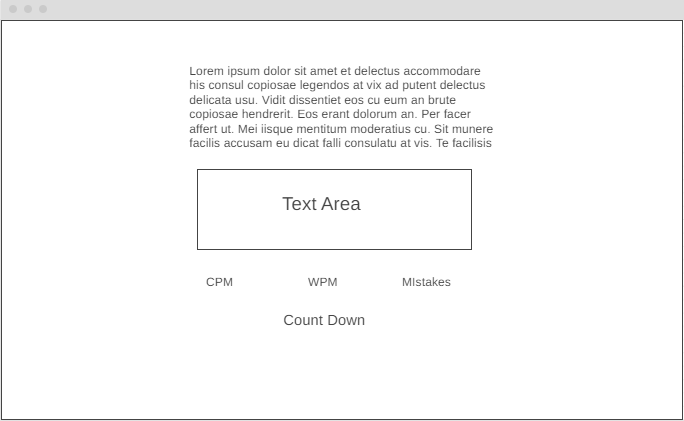 Lorem ipsum dolor sit amet et delectus accommodare
his consul copiosae legendos at vix ad putent delectus
delicata usu. Vidit dissentiet eos cu eum an brute
copiosae hendrerit. Eos erant dolorum an. Per facer
affert ut. Mei iisque mentitum moderatius cu. Sit munere
facilis accusam eu dicat falli consulatu at vis. Te facilisis
Text Area
CPM WPM MIstakes
Count Down